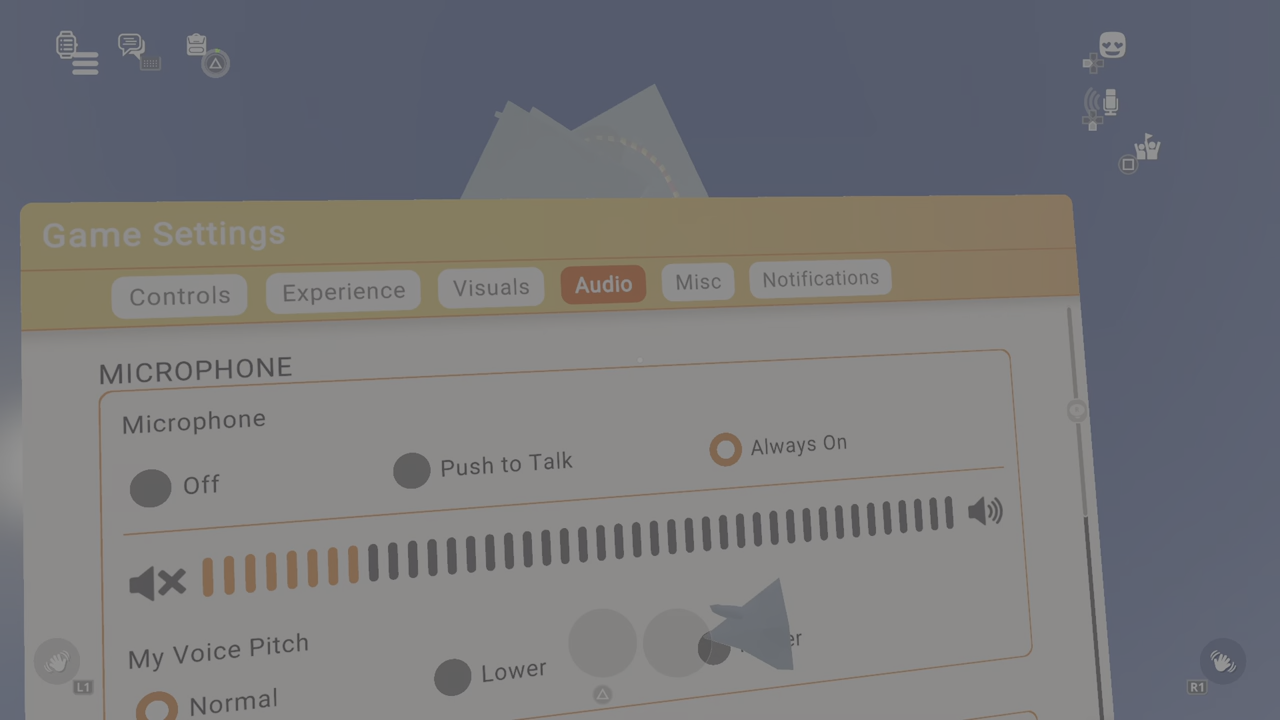 Game Settings
Controls Experience Visuals Audio Misc Notifications
MICROPHONE
Microphone
Off Push to Talk Always On
My Voice Pitch
Normal Lower
L1 R1